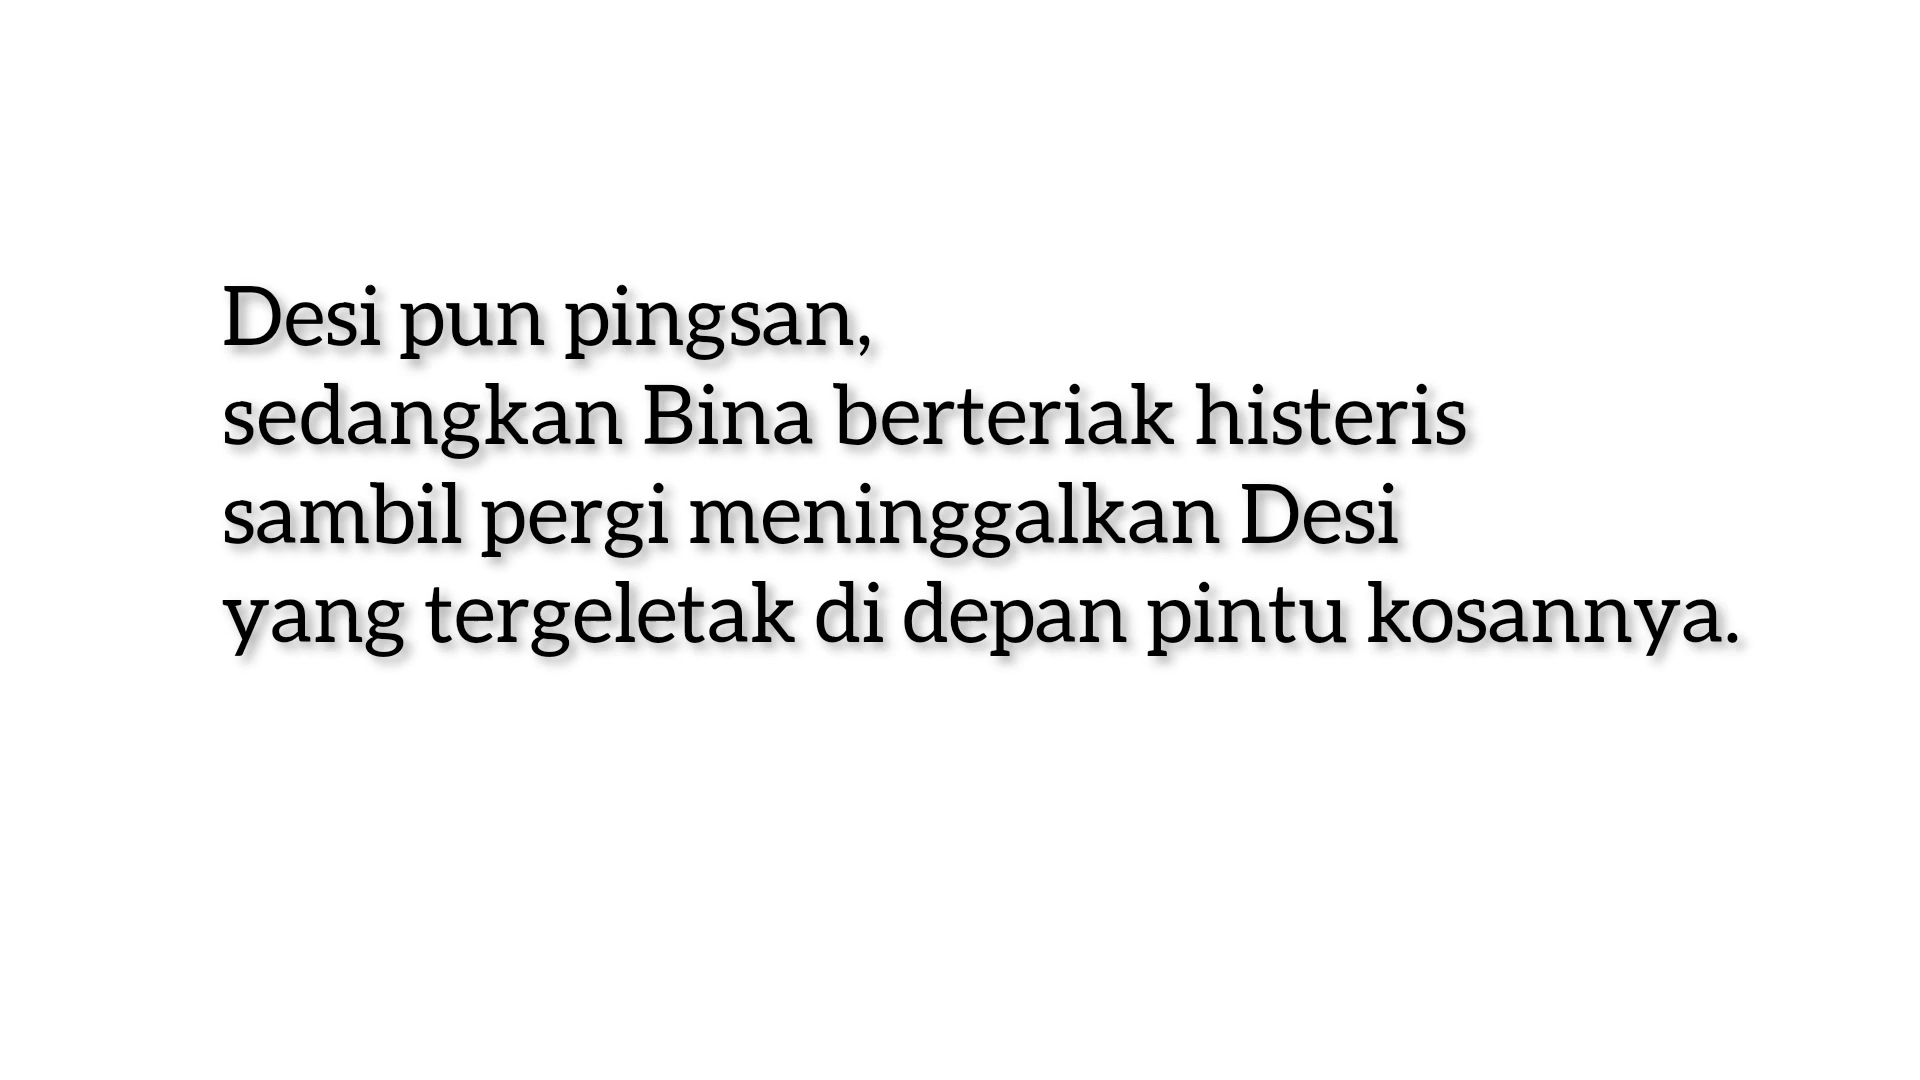 Desi pun pingsan,
sedangkan Bina berteriak histeris
sambil pergi meninggalkan Desi
yang tergeletak di depan pintu kosannya.